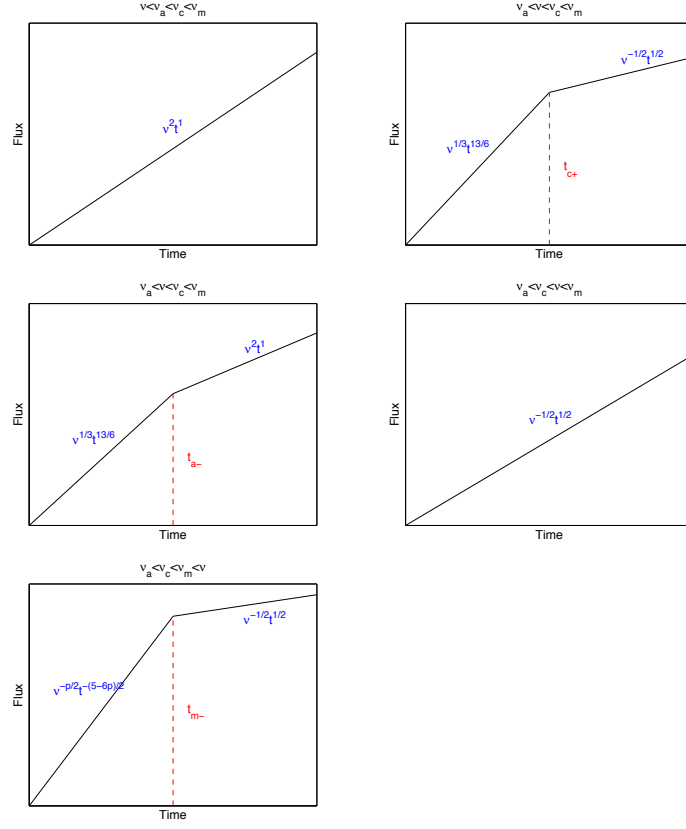 ν<ν_a<ν_c<ν_m
Flux
ν^2t^1
Time
ν_a<ν<ν_c<ν_m
Flux
ν^{1/3}t^{13/6}
ν^{-1/2}t^{1/2}
t_{c+}
Time
ν_a<ν<ν_c<ν_m
Flux
ν^{1/3}t^{13/6}
ν^2t^1
t_{a-}
Time
ν_a<ν_c<ν<ν_m
Flux
ν^{-1/2}t^{1/2}
Time
ν_a<ν_c<ν_m<ν
Flux
ν^{-p/2}t^{-(5-6p)/2}
ν^{-1/2}t^{1/2}
t_{m-}
Time